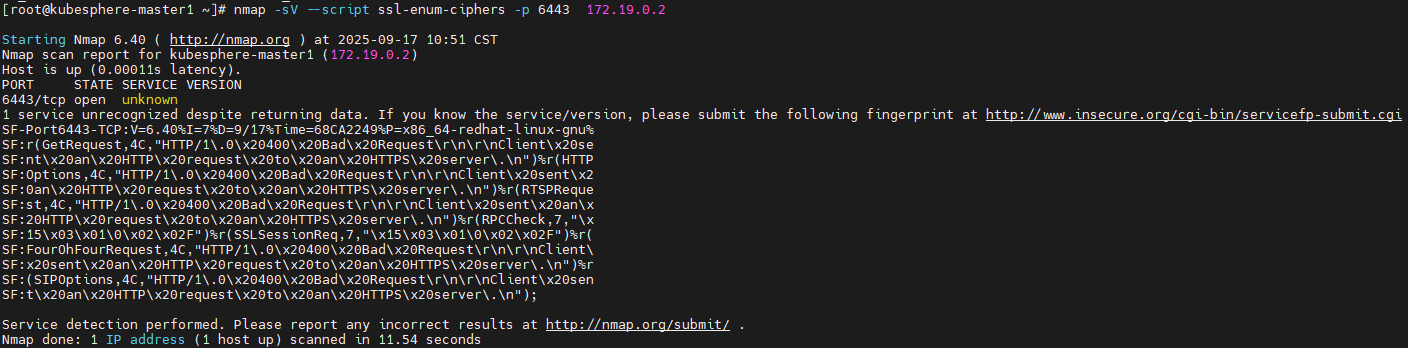 [root@kubesphere-master1 ~]# nmap -sV --script ssl-enum-ciphers -p 6443  172.19.0.2

Starting Nmap 6.40 ( http://nmap.org ) at 2025-09-17 10:51 CST
Nmap scan report for kubesphere-master1 (172.19.0.2)
Host is up (0.00011s latency).
PORT     STATE SERVICE VERSION
6443/tcp open  unknown
1 service unrecognized despite returning data. If you know the service/version, please submit the following fingerprint at http://www.insecure.org/cgi-bin/servicefp-submit.cgi
SF-Port6443-TCP:V=6.40%I=7%D=9/17%Time=68CA2249%P=x86_64-redhat-linux-gnu%
SF:r(GetRequest,4C,"HTTP/1\.0\x20400\x20Bad\x20Request\r\n\r\nClient\x20se
SF:nt\x20an\x20HTTP\x20request\x20to\x20an\x20HTTPS\x20server\.\n")%r(HTTP
SF:Options,4C,"HTTP/1\.0\x20400\x20Bad\x20Request\r\n\r\nClient\x20sent\x2
SF:0an\x20HTTP\x20request\x20to\x20an\x20HTTPS\x20server\.\n")%r(RTSPReque
SF:st,4C,"HTTP/1\.0\x20400\x20Bad\x20Request\r\n\r\nClient\x20sent\x20an\x
SF:20HTTP\x20request\x20to\x20an\x20HTTPS\x20server\.\n")%r(RPCCheck,7,"\x
SF:15\x03\x01\0\x02\x02F")%r(SSLSessionReq,7,"\x15\x03\x01\0\x02\x02F")%r(
SF:FourOhFourRequest,4C,"HTTP/1\.0\x20400\x20Bad\x20Request\r\n\r\nClient\
SF:x20sent\x20an\x20HTTP\x20request\x20to\x20an\x20HTTPS\x20server\.\n")%r
SF:(SIPOptions,4C,"HTTP/1\.0\x20400\x20Bad\x20Request\r\n\r\nClient\x20sen
SF:t\x20an\x20HTTP\x20request\x20to\x20an\x20HTTPS\x20server\.\n");

Service detection performed. Please report any incorrect results at http://nmap.org/submit/ .
Nmap done: 1 IP address (1 host up) scanned in 11.54 seconds